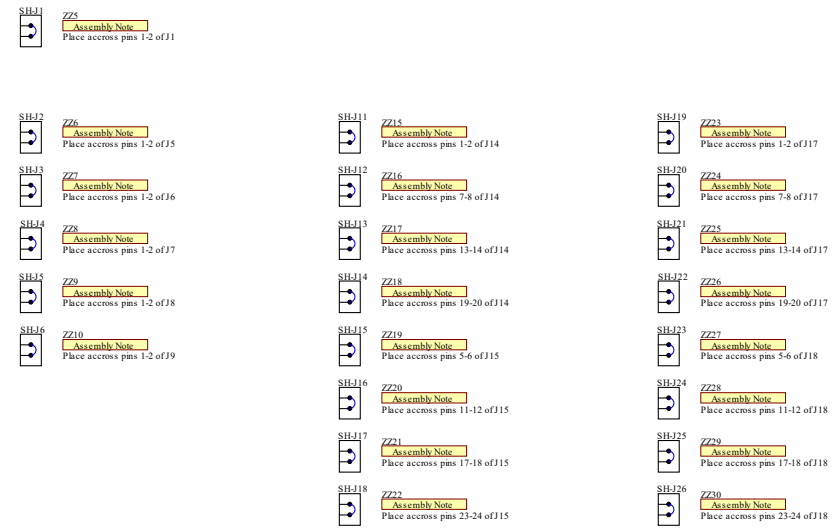 SH-J1
ZZ5
Assembly Note
Place accross pins 1-2 of J1
SH-J2
ZZ6
Assembly Note
Place accross pins 1-2 of J5
SH-J3
ZZ7
Assembly Note
Place accross pins 1-2 of J6
SH-J4
ZZ8
Assembly Note
Place accross pins 1-2 of J7
SH-J5
ZZ9
Assembly Note
Place accross pins 1-2 of J8
SH-J6
ZZ10
Assembly Note
Place accross pins 1-2 of J9
SH-J11
ZZ15
Assembly Note
Place accross pins 1-2 of J14
SH-J12
ZZ16
Assembly Note
Place accross pins 7-8 of J14
SH-J13
ZZ17
Assembly Note
Place accross pins 13-14 of J14
SH-J14
ZZ18
Assembly Note
Place accross pins 19-20 of J14
SH-J15
ZZ19
Assembly Note
Place accross pins 5-6 of J15
SH-J16
ZZ20
Assembly Note
Place accross pins 11-12 of J15
SH-J17
ZZ21
Assembly Note
Place accross pins 17-18 of J15
SH-J18
ZZ22
Assembly Note
Place accross pins 23-24 of J15
SH-J19
ZZ23
Assembly Note
Place accross pins 1-2 of J17
SH-J20
ZZ24
Assembly Note
Place accross pins 7-8 of J17
SH-J21
ZZ25
Assembly Note
Place accross pins 13-14 of J17
SH-J22
ZZ26
Assembly Note
Place accross pins 19-20 of J17
SH-J23
ZZ27
Assembly Note
Place accross pins 5-6 of J18
SH-J24
ZZ28
Assembly Note
Place accross pins 11-12 of J18
SH-J25
ZZ29
Assembly Note
Place accross pins 17-18 of J18
SH-J26
ZZ30
Assembly Note
Place accross pins 23-24 of J18